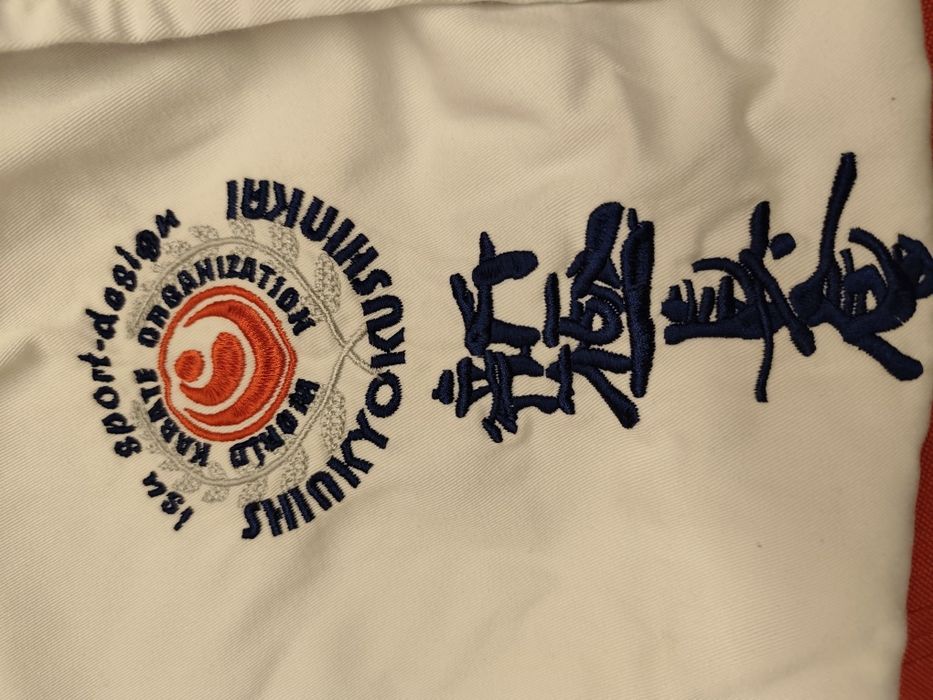 SHINKYOKUSHINKAI
WORLD KARATE ORGANIZATION
isu sport-design
新極真会